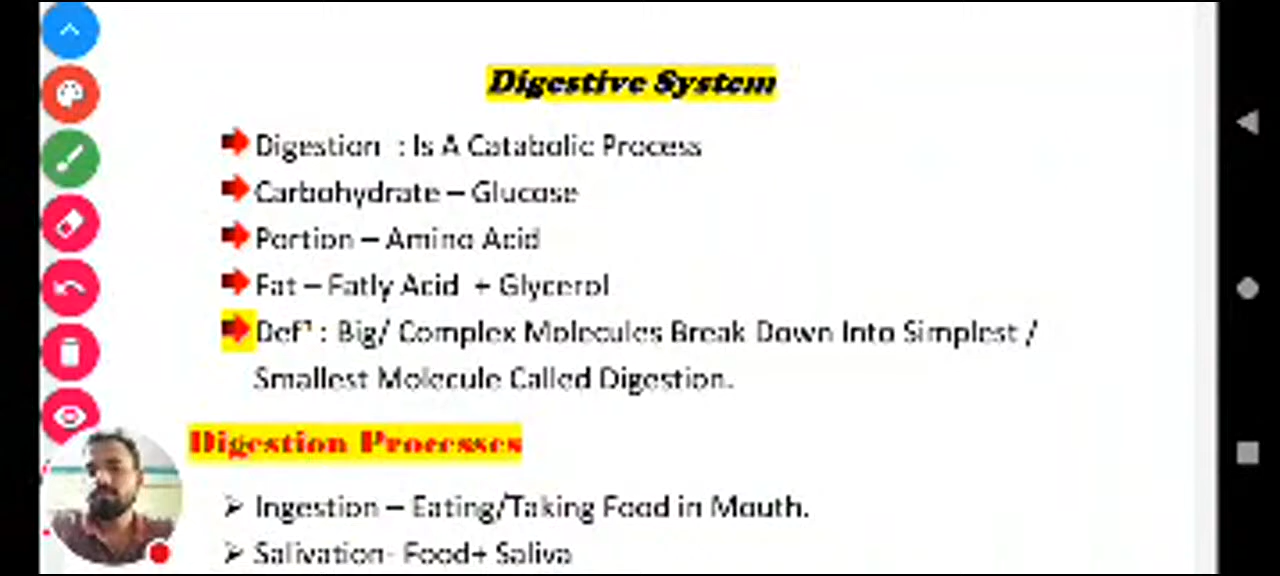 Digestive System
Digestion : Is A Catabolic Process
Carbohydrate – Glucose
Portion – Amino Acid
Fat – Fatly Acid + Glycerol
Defⁿ : Big/ Complex Molecules Break Down Into Simplest /
Smallest Molecule Called Digestion.
Digestion Processes
Ingestion – Eating/Taking Food in Mouth.
Salivation- Food+ Saliva